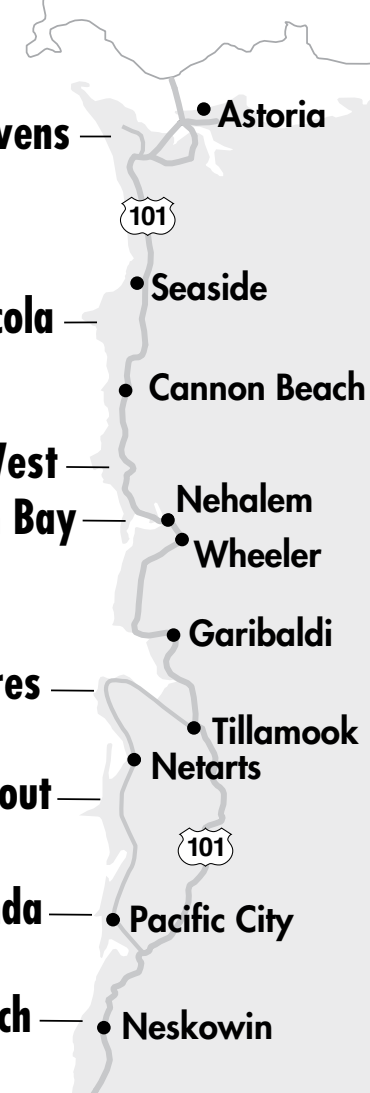 Astoria
vens
101
Seaside
cola
Cannon Beach
West
Nehalem
Bay
Wheeler
Garibaldi
res
Tillamook
Netarts
out
101
da
Pacific City
ch
Neskowin